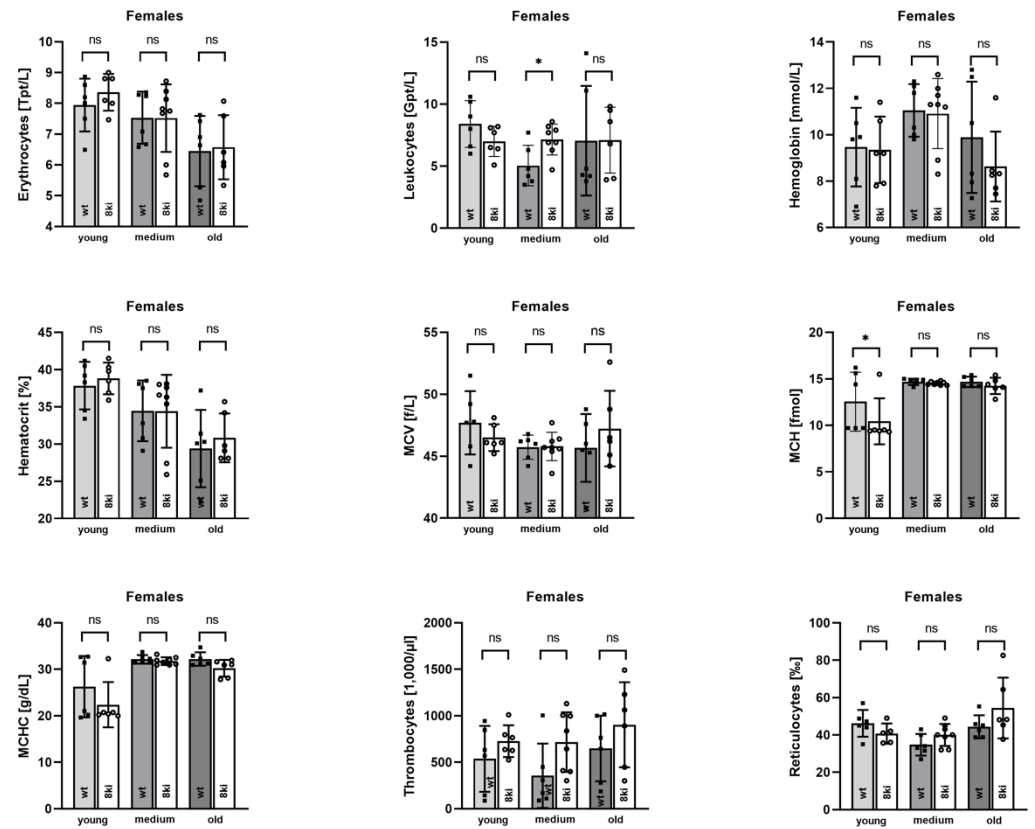 Females
Erythrocytes [Tpt/L]
10
9
8
7
6
5
4
ns
ns
ns
wt
8ki
wt
8ki
wt
8ki
young
medium
old
Females
Leukocytes [Gpt/L]
15
10
5
0
ns
*
ns
wt
8ki
wt
8ki
wt
8ki
young
medium
old
Females
Hemoglobin [mmol/L]
14
12
10
8
6
ns
ns
ns
wt
8ki
wt
8ki
wt
8ki
young
medium
old
Females
Hematocrit [%]
45
40
35
30
25
20
ns
ns
ns
wt
8ki
wt
8ki
wt
8ki
young
medium
old
Females
MCV [f/L]
55
50
45
40
ns
ns
ns
wt
8ki
wt
8ki
wt
8ki
young
medium
old
Females
MCH [fmol]
20
15
10
5
0
*
ns
ns
wt
8ki
wt
8ki
wt
8ki
young
medium
old
Females
MCHC [g/dL]
40
30
20
10
0
ns
ns
ns
wt
8ki
wt
8ki
wt
8ki
young
medium
old
Females
Thrombocytes [1,000/µl]
2000
1500
1000
500
0
ns
ns
ns
wt
8ki
wt
8ki
wt
8ki
young
medium
old
Females
Reticulocytes [‰]
100
80
60
40
20
0
ns
ns
ns
wt
8ki
wt
8ki
wt
8ki
young
medium
old